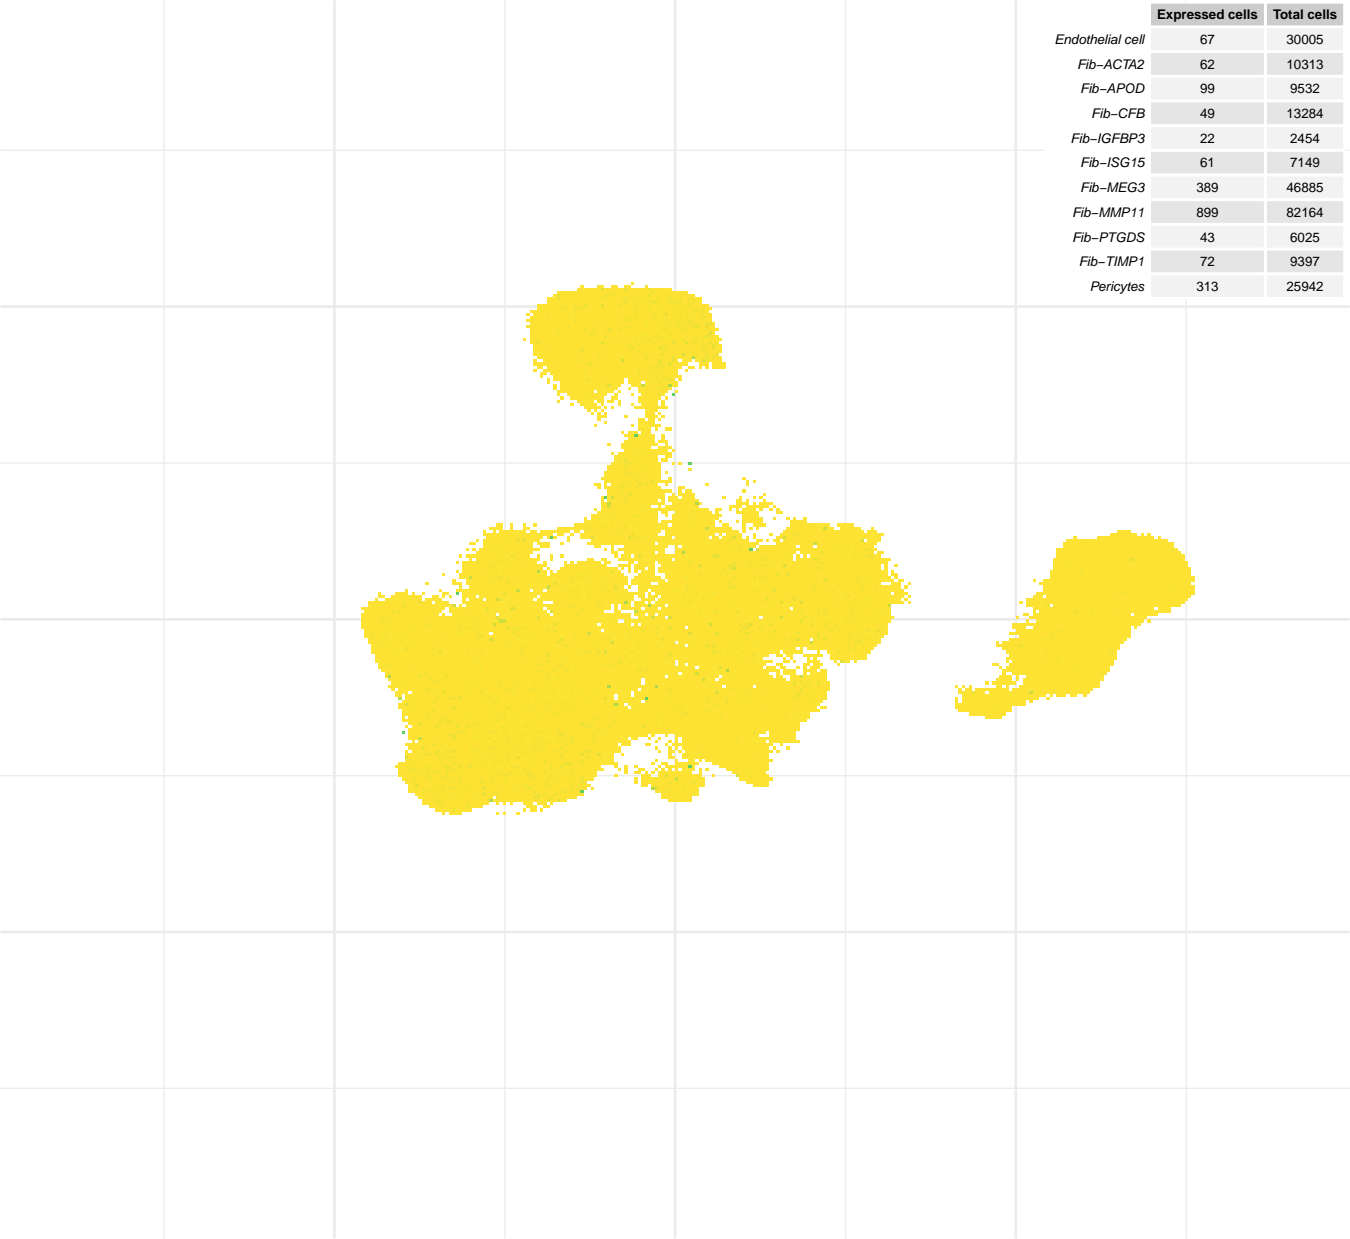 Expressed cells Total cells
Endothelial cell 67 30005
Fib−ACTA2 62 10313
Fib−APOD 99 9532
Fib−CFB 49 13284
Fib−IGFBP3 22 2454
Fib−ISG15 61 7149
Fib−MEG3 389 46885
Fib−MMP11 899 82164
Fib−PTGDS 43 6025
Fib−TIMP1 72 9397
Pericytes 313 25942